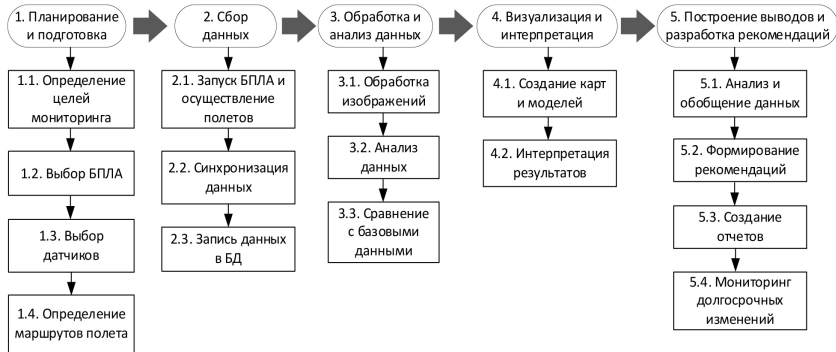 1. Планирование
и подготовка
2. Сбор
данных
3. Обработка и
анализ данных
4. Визуализация и
интерпретация
5. Построение выводов и
разработка рекомендаций
1.1. Определение
целей
мониторинга
1.2. Выбор БПЛА
1.3. Выбор
датчиков
1.4. Определение
маршрутов полета
2.1. Запуск БПЛА и
осуществление
полетов
2.2. Синхронизация
данных
2.3. Запись данных
в БД
3.1. Обработка
изображений
3.2. Анализ
данных
3.3. Сравнение
с базовыми
данными
4.1. Создание карт
и моделей
4.2. Интерпретация
результатов
5.1. Анализ и
обобщение данных
5.2. Формирование
рекомендаций
5.3. Создание
отчетов
5.4. Мониторинг
долгосрочных
изменений